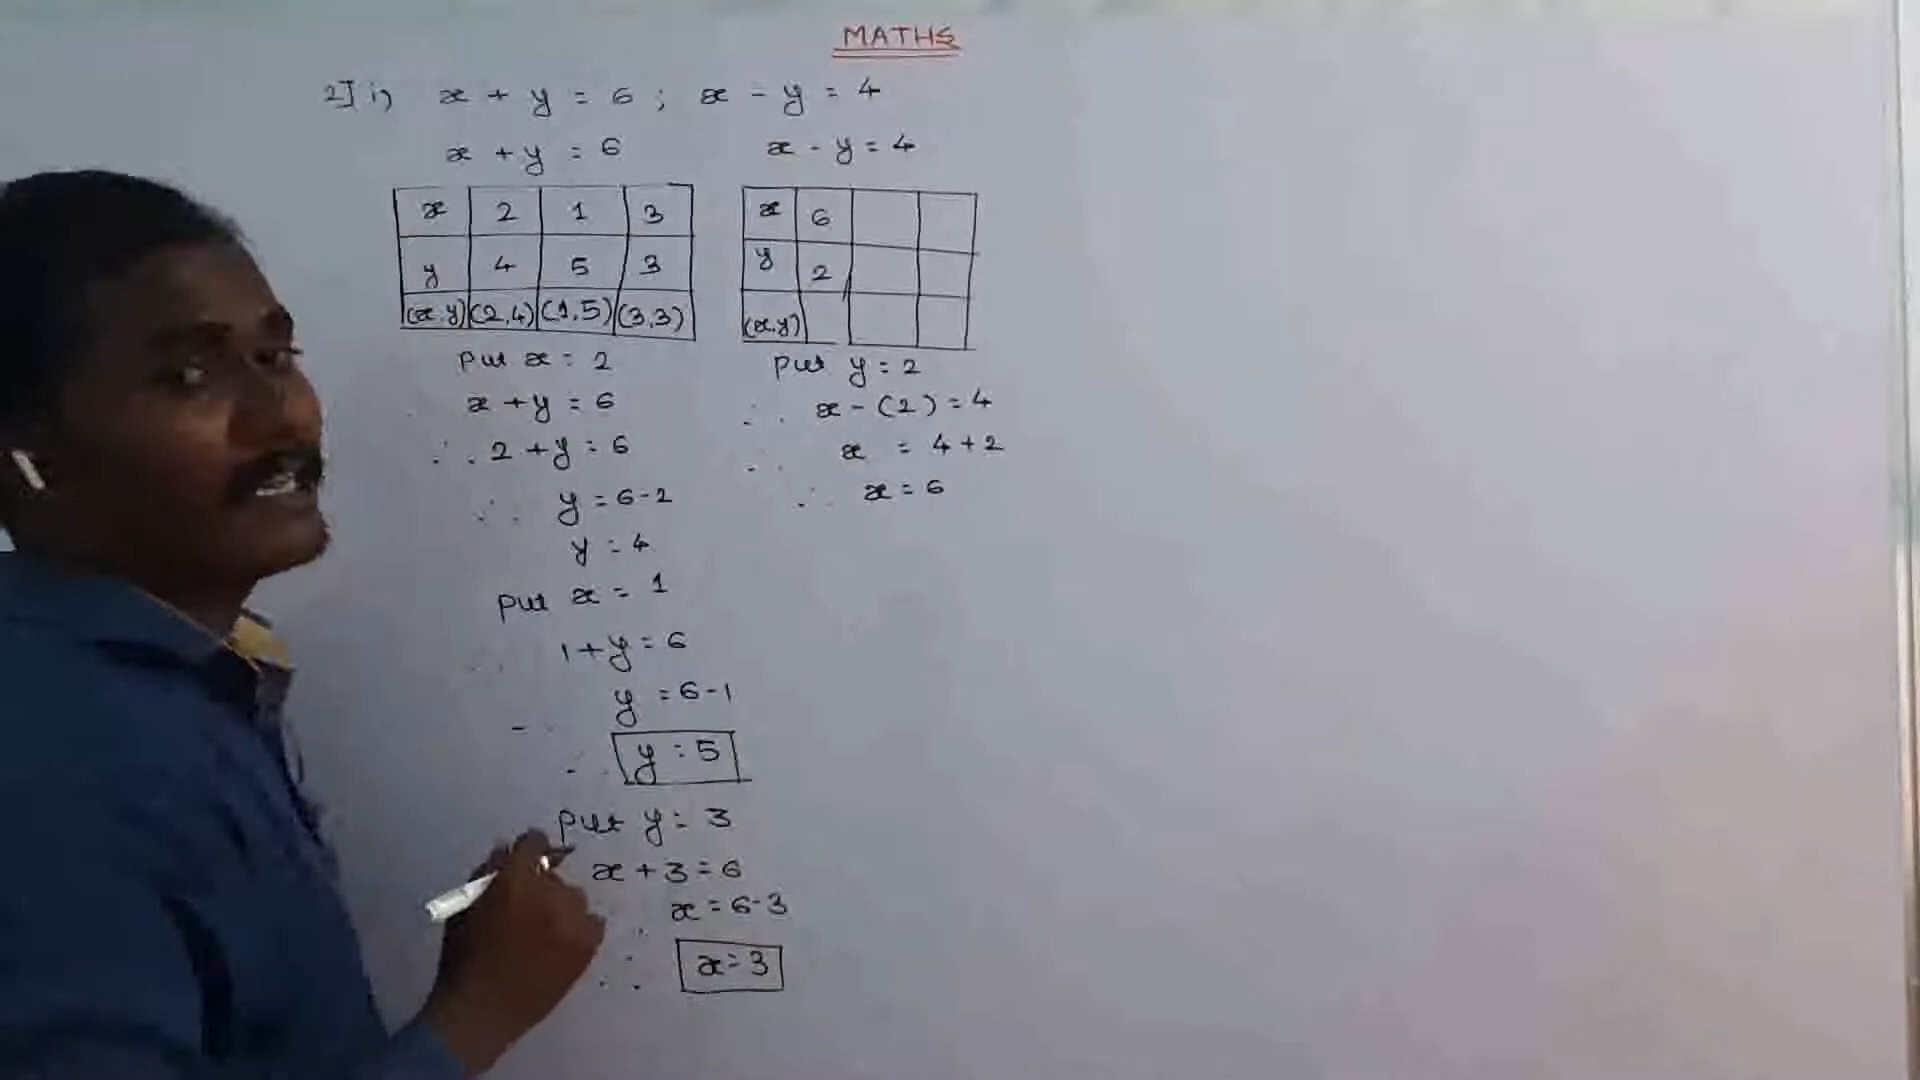 MATHS
2] i) x + y = 6 ; x - y = 4
x + y = 6
x 2 1 3
y 4 5 3
(x,y) (2,4) (1,5) (3,3)
Put x = 2
x + y = 6
∴ 2 + y = 6
∴ y = 6-2
y = 4
put x = 1
∴ 1+y = 6
∴ y = 6-1
∴ y = 5
put y = 3
x + 3 = 6
∴ x = 6-3
∴ x = 3
x - y = 4
x 6
y 2
(x,y)
Put y = 2
∴ x - (2) = 4
∴ x = 4 + 2
∴ x = 6